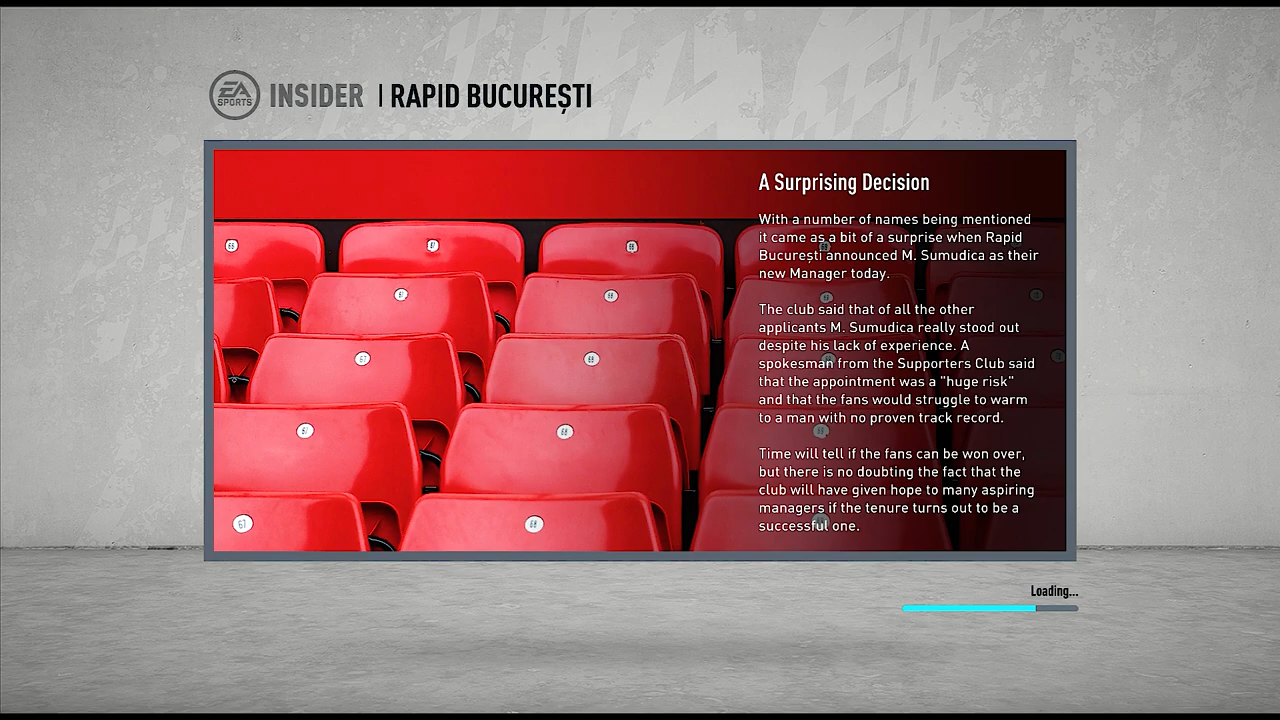 EA
SPORTS
INSIDER | RAPID BUCUREȘTI
A Surprising Decision
With a number of names being mentioned
it came as a bit of a surprise when Rapid
București announced M. Sumudica as their
new Manager today.
The club said that of all the other
applicants M. Sumudica really stood out
despite his lack of experience. A
spokesman from the Supporters Club said
that the appointment was a "huge risk"
and that the fans would struggle to warm
to a man with no proven track record.
Time will tell if the fans can be won over,
but there is no doubting the fact that the
club will have given hope to many aspiring
managers if the tenure turns out to be a
successful one.
67
68
67
68
Loading...